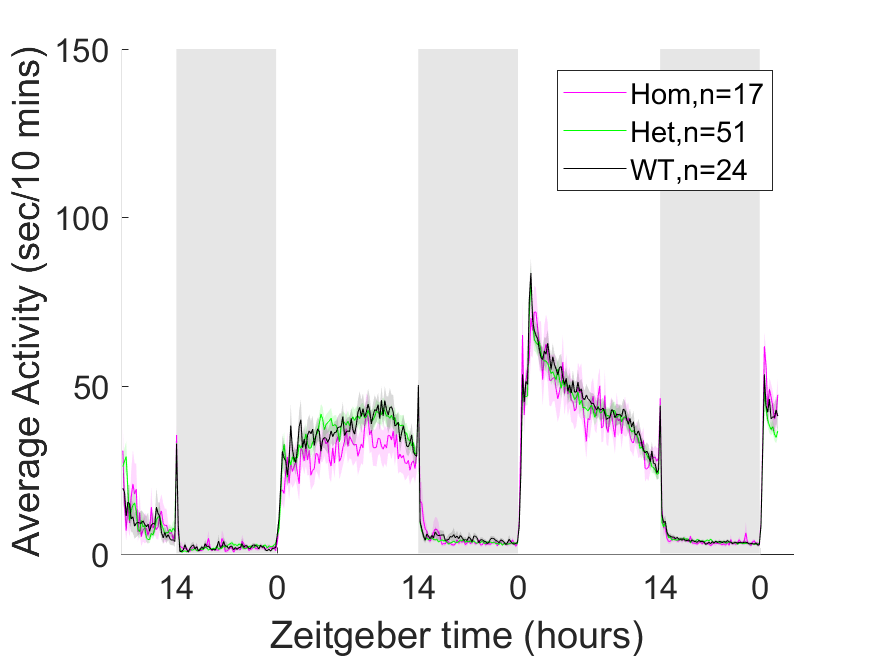 Average Activity (sec/10 mins)
150
100
50
0
Hom,n=17
Het,n=51
WT,n=24
14 0 14 0 14 0
Zeitgeber time (hours)